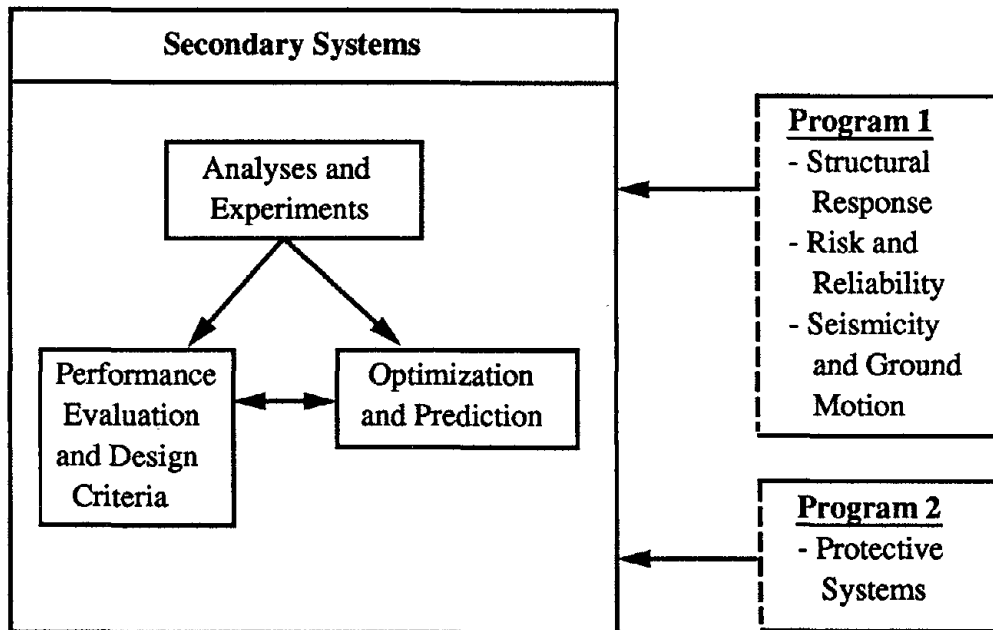 Secondary Systems
Analyses and
Experiments
Performance
Evaluation
and Design
Criteria
Optimization
and Prediction
Program 1
- Structural
Response
- Risk and
Reliability
- Seismicity
and Ground
Motion
Program 2
- Protective
Systems